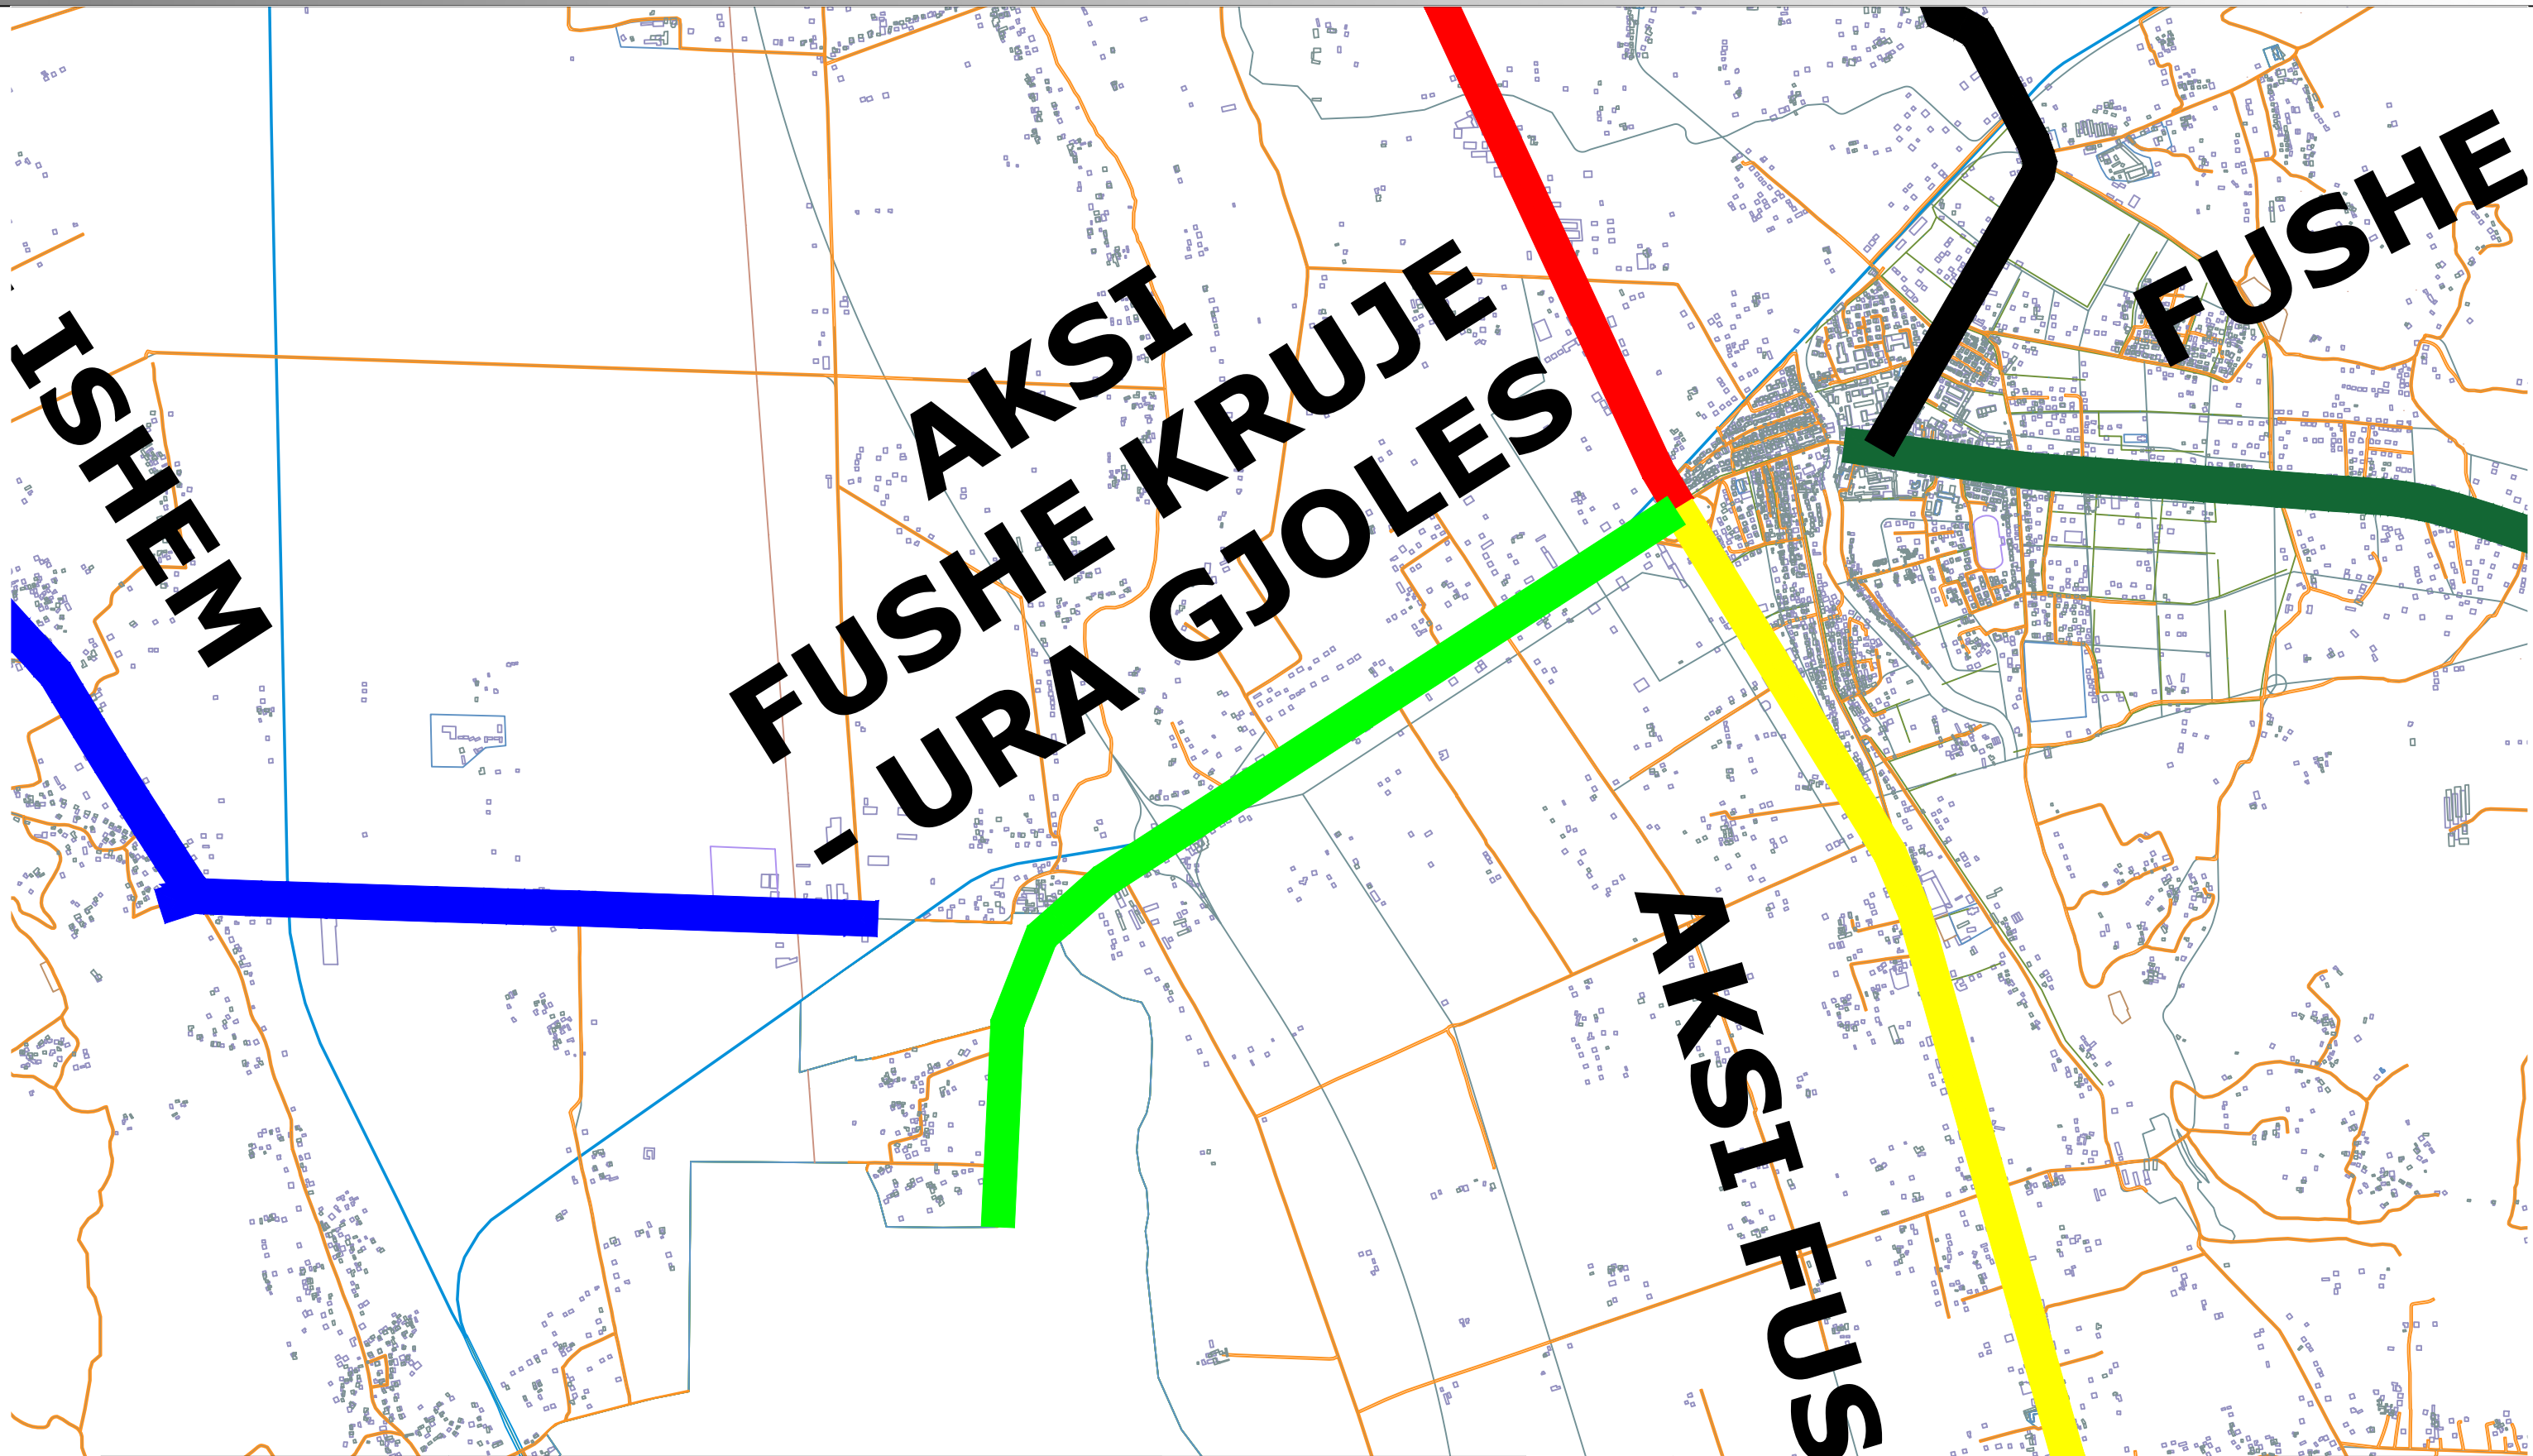 ISHEM
AKSI
FUSHE KRUJE
- URA GJOLES
FUSHE
AKSI FUS